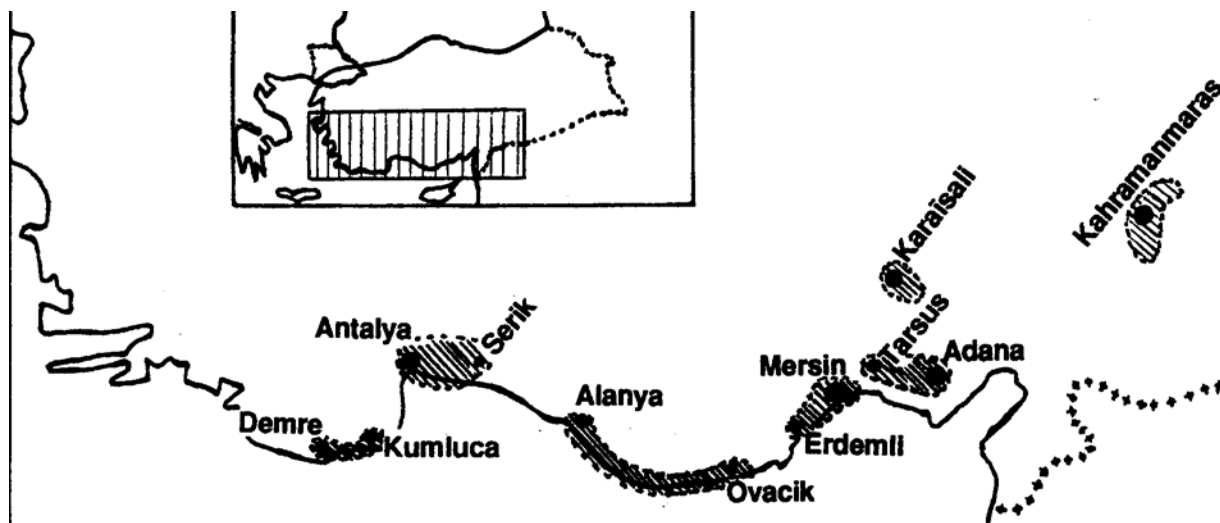 Kahramanmaras
Karaisali
Tarsus
Antalya
Serik
Mersin
Adana
Alanya
Demre
Kumluca
Erdemli
Ovacik